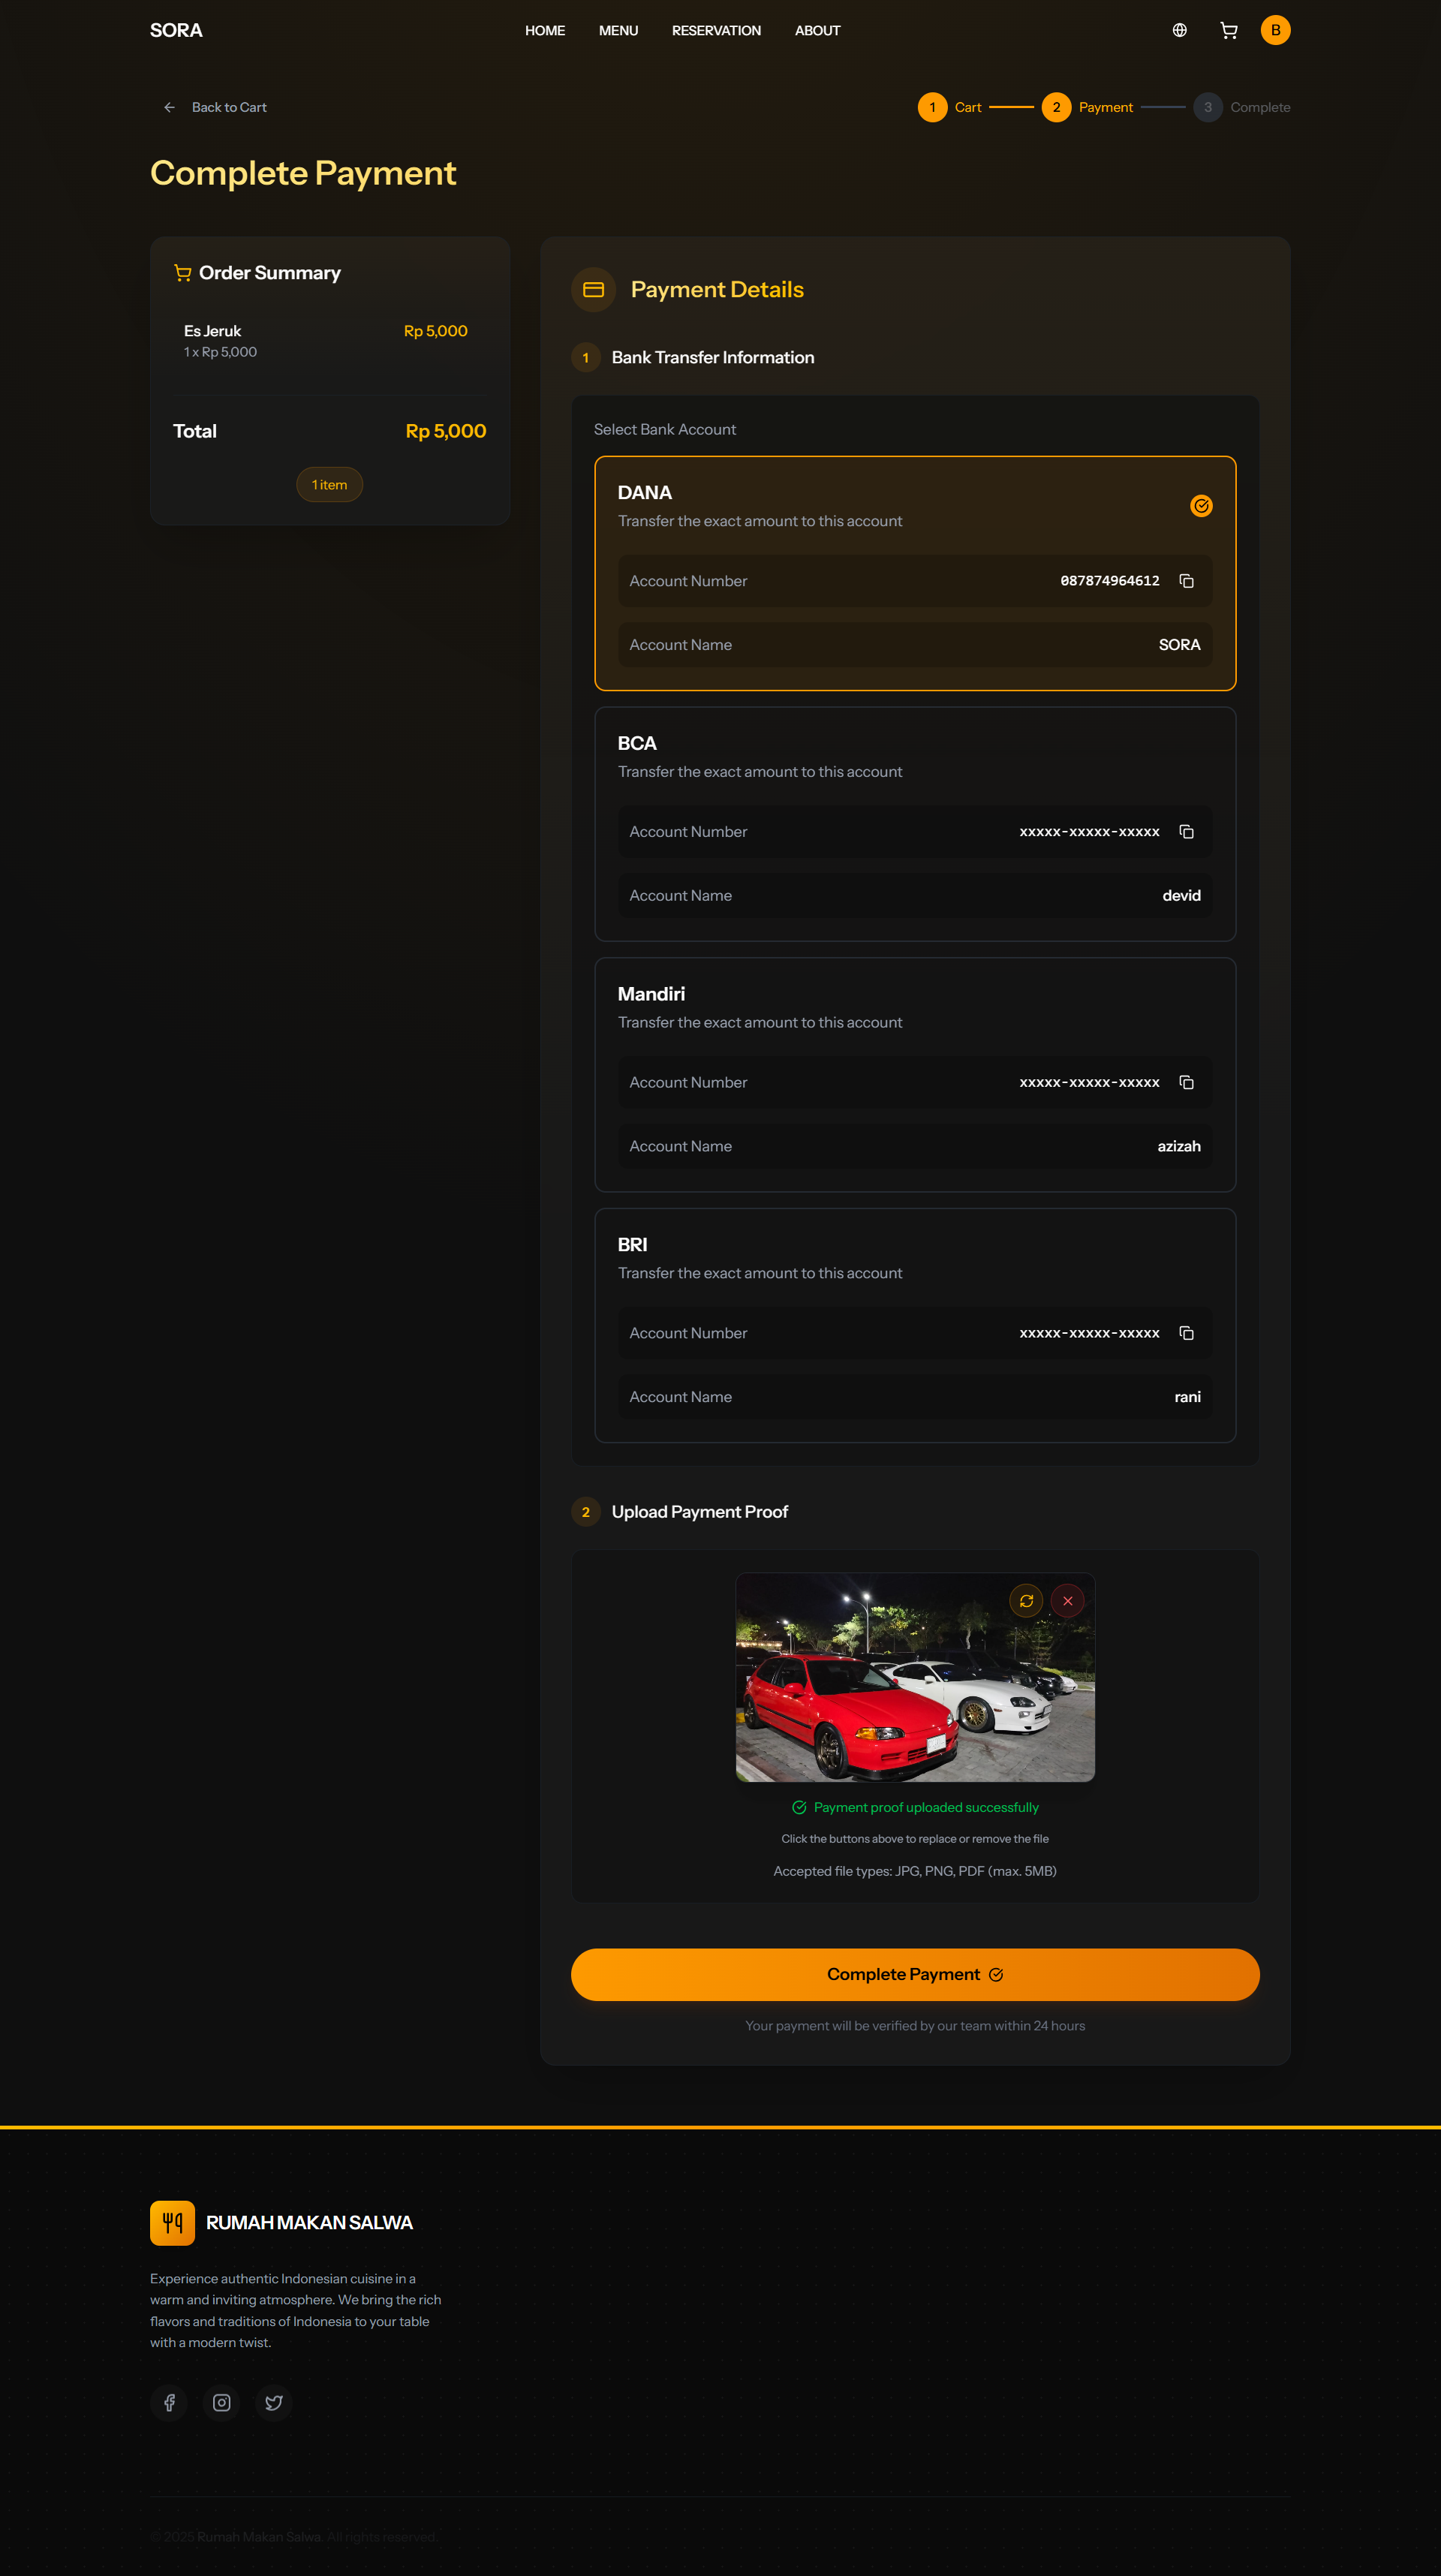 SORA
HOME MENU RESERVATION ABOUT
B
Back to Cart
1 Cart 2 Payment 3 Complete
Complete Payment
Order Summary
Es Jeruk Rp 5,000
1 x Rp 5,000
Total Rp 5,000
1 item
Payment Details
1 Bank Transfer Information
Select Bank Account
DANA
Transfer the exact amount to this account
Account Number 087874964612
Account Name SORA
BCA
Transfer the exact amount to this account
Account Number xxxxx-xxxxx-xxxxx
Account Name devid
Mandiri
Transfer the exact amount to this account
Account Number xxxxx-xxxxx-xxxxx
Account Name azizah
BRI
Transfer the exact amount to this account
Account Number xxxxx-xxxxx-xxxxx
Account Name rani
2 Upload Payment Proof
Payment proof uploaded successfully
Click the buttons above to replace or remove the file
Accepted file types: JPG, PNG, PDF (max. 5MB)
Complete Payment
Your payment will be verified by our team within 24 hours
RUMAH MAKAN SALWA
Experience authentic Indonesian cuisine in a
warm and inviting atmosphere. We bring the rich
flavors and traditions of Indonesia to your table
with a modern twist.
© 2025 Rumah Makan Salwa. All rights reserved.